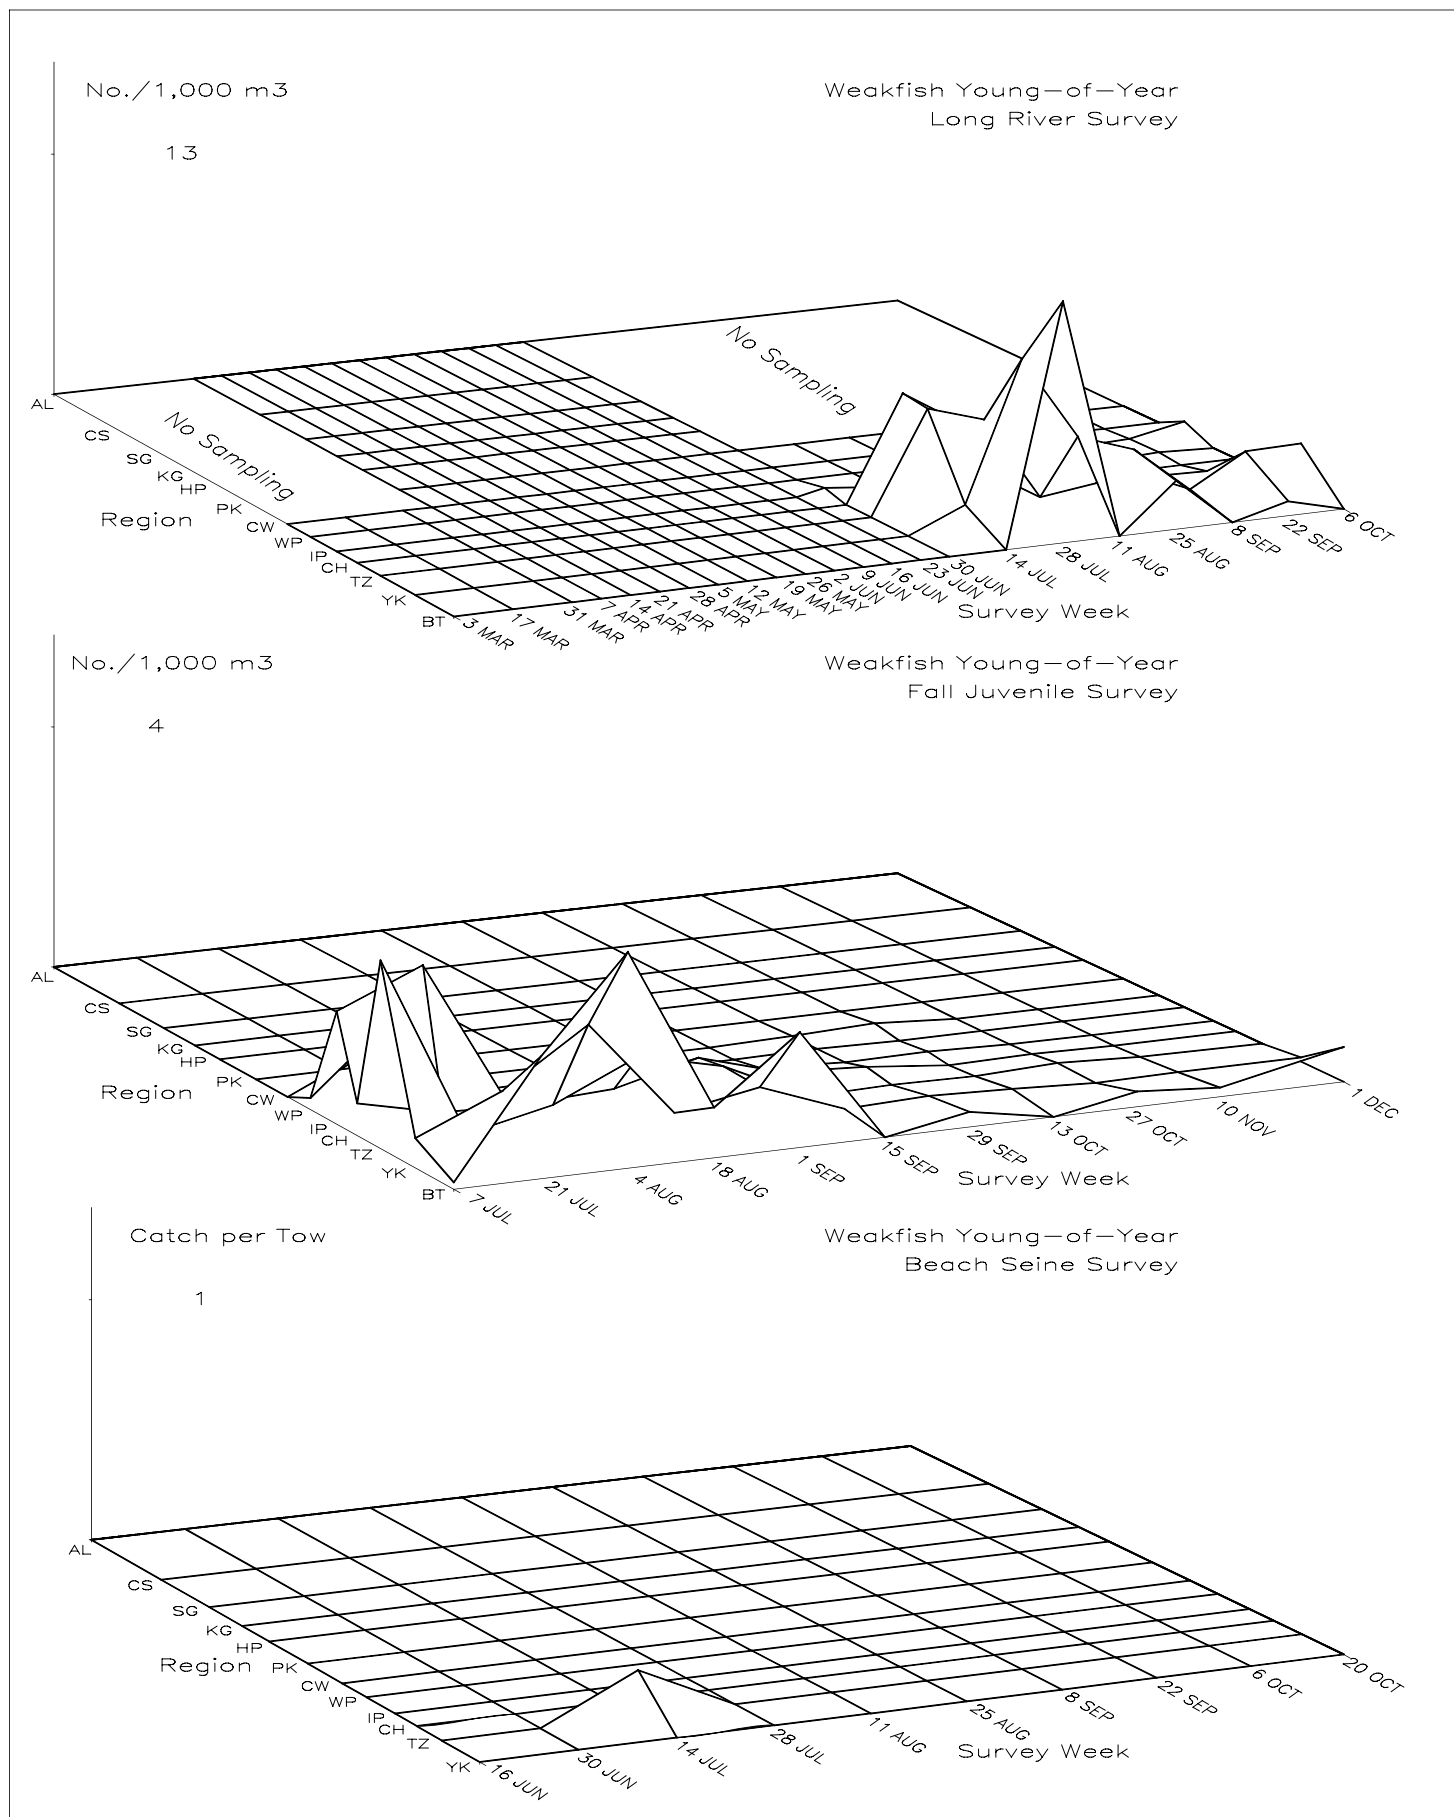 No./1,000 m3
Weakfish Young-of-Year
Long River Survey
13
No Sampling
No Sampling
AL
CS
SG
KG
HP
PK
CW
WP
IP
CH
TZ
YK
BT
Region
3 MAR
17 MAR
31 MAR
7 APR
14 APR
21 APR
28 APR
5 MAY
12 MAY
19 MAY
26 MAY
2 JUN
9 JUN
16 JUN
23 JUN
30 JUN
14 JUL
28 JUL
11 AUG
25 AUG
8 SEP
22 SEP
6 OCT
Survey Week
No./1,000 m3
Weakfish Young-of-Year
Fall Juvenile Survey
4
AL
CS
SG
KG
HP
PK
CW
WP
IP
CH
TZ
YK
BT
Region
7 JUL
21 JUL
4 AUG
18 AUG
1 SEP
15 SEP
29 SEP
13 OCT
27 OCT
10 NOV
1 DEC
Survey Week
Catch per Tow
Weakfish Young-of-Year
Beach Seine Survey
1
AL
CS
SG
KG
HP
PK
CW
WP
IP
CH
TZ
YK
Region
16 JUN
30 JUN
14 JUL
28 JUL
11 AUG
25 AUG
8 SEP
22 SEP
6 OCT
20 OCT
Survey Week